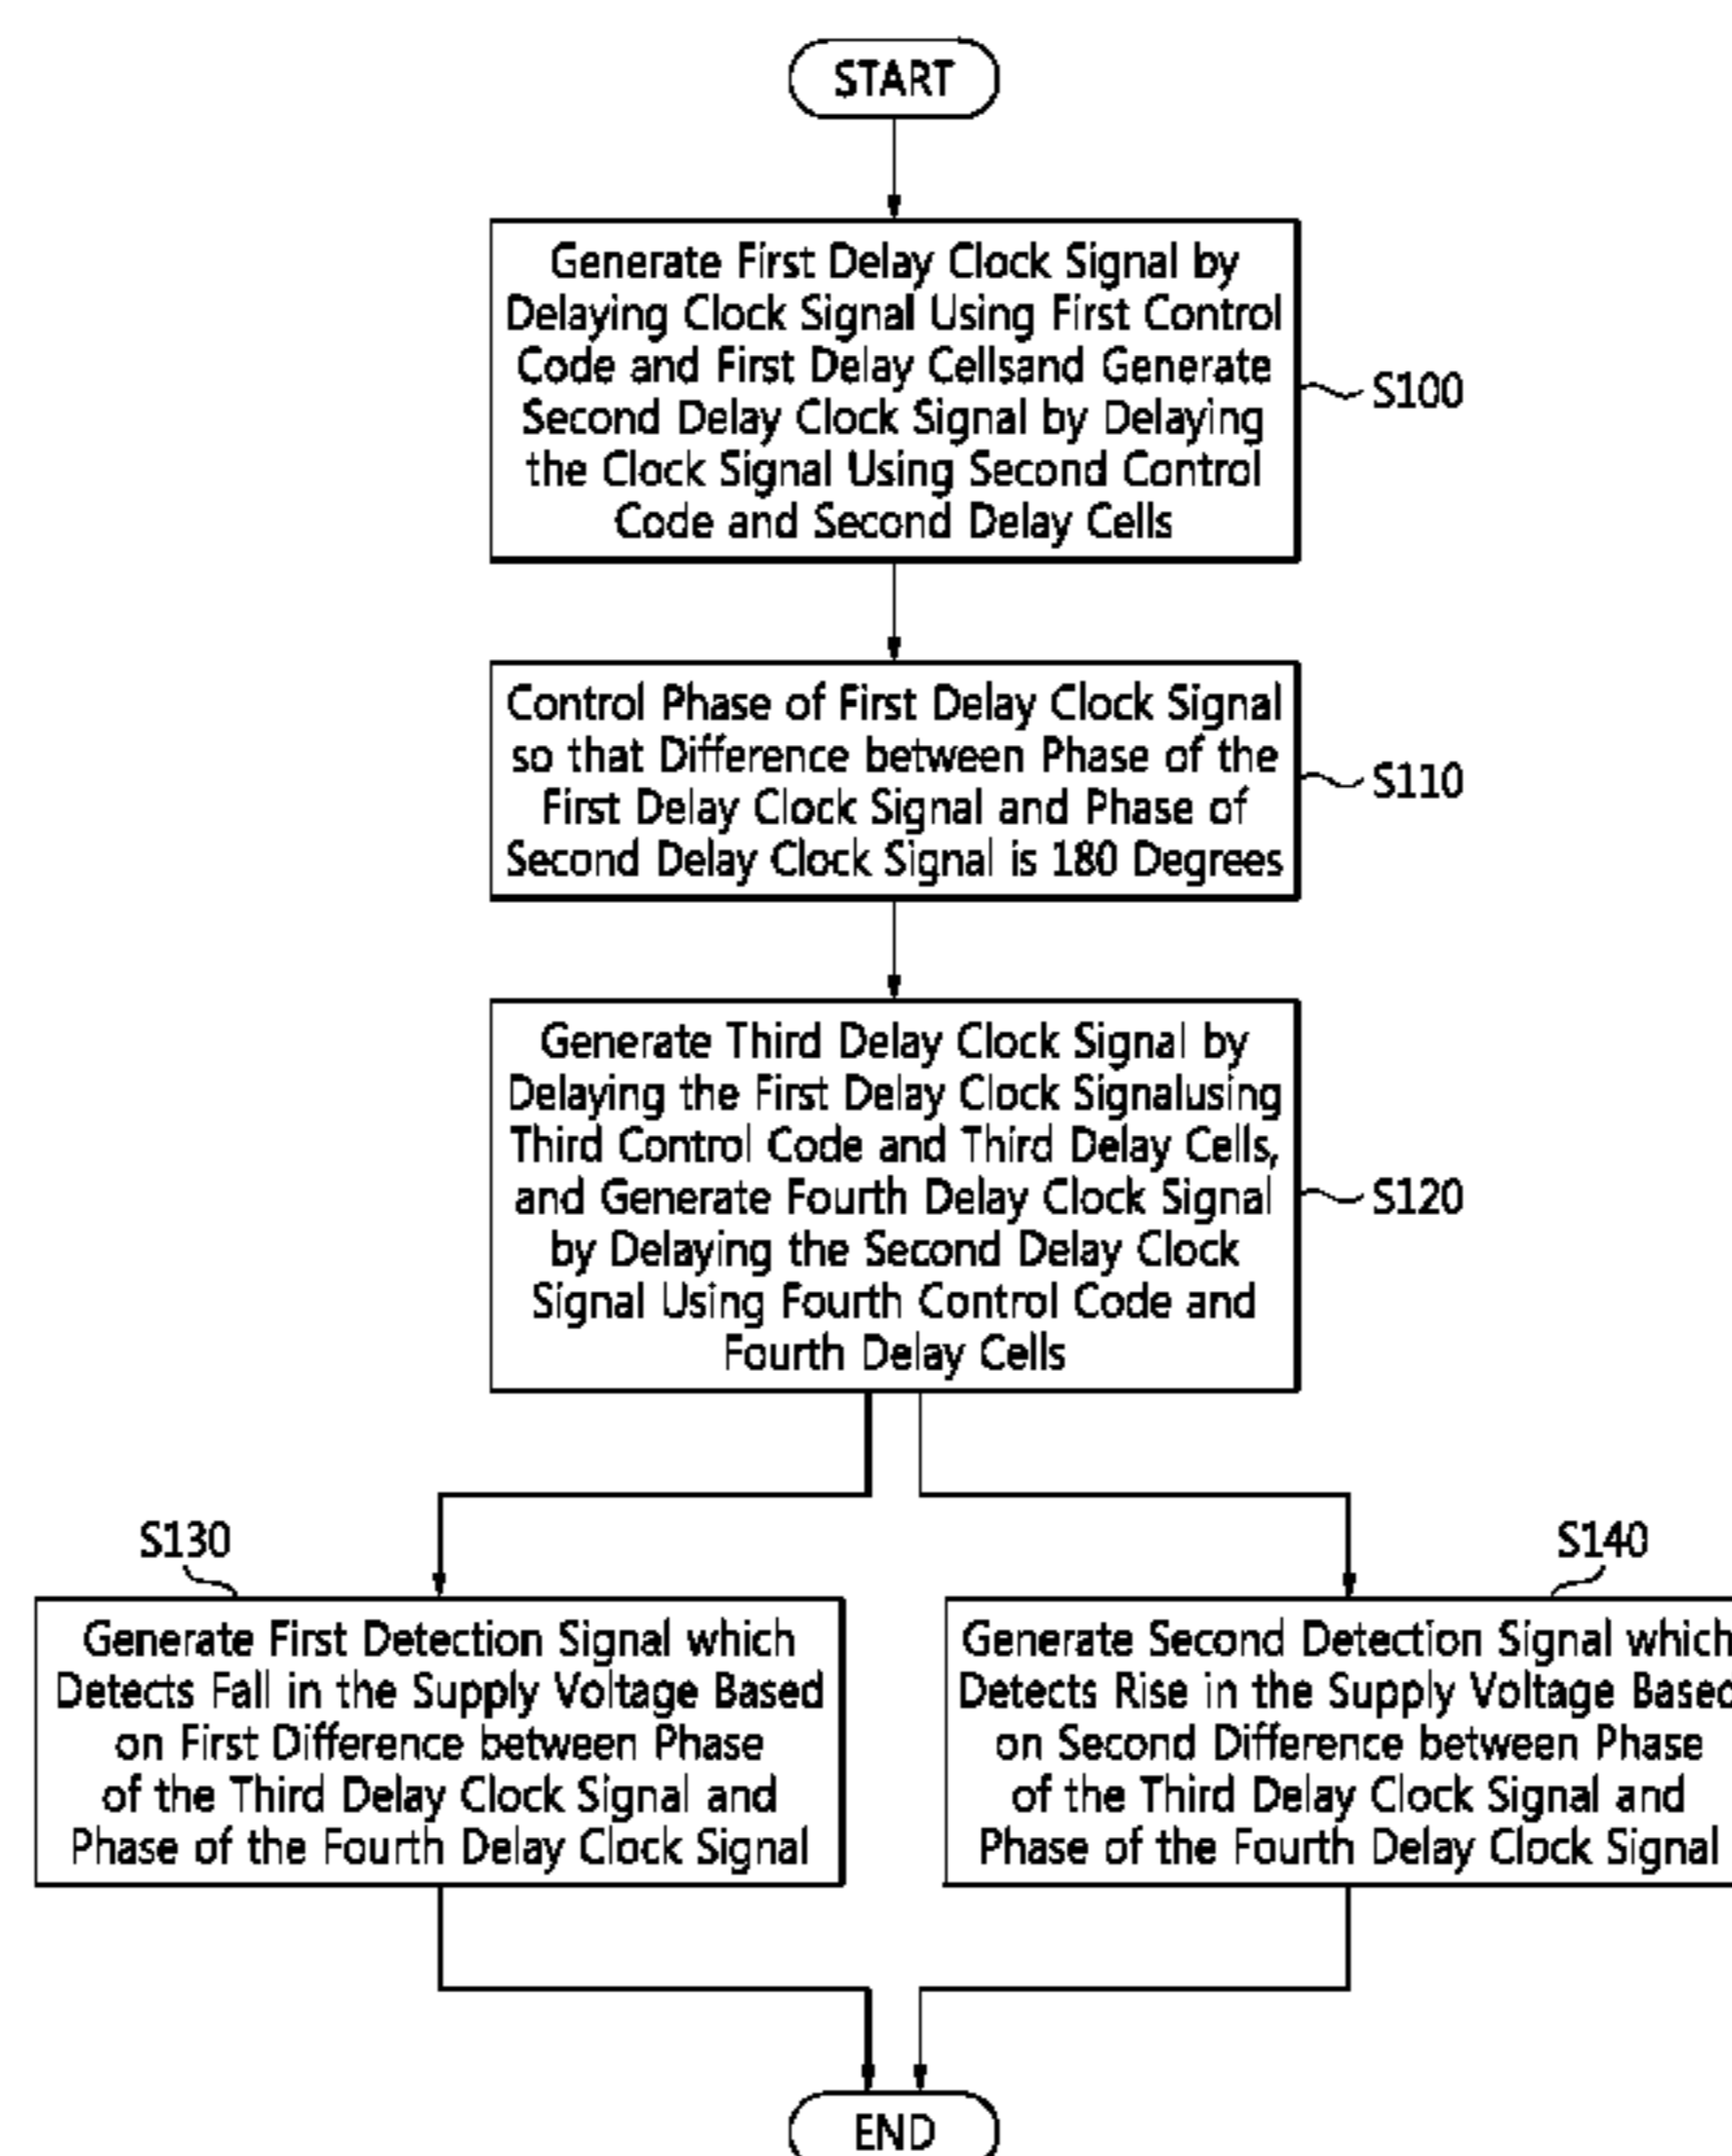 START
Generate First Delay Clock Signal by
Delaying Clock Signal Using First Control
Code and First Delay Cellsand Generate
Second Delay Clock Signal by Delaying
the Clock Signal Using Second Control
Code and Second Delay Cells
S100
Control Phase of First Delay Clock Signal
so that Difference between Phase of the
First Delay Clock Signal and Phase of
Second Delay Clock Signal is 180 Degrees
S110
Generate Third Delay Clock Signal by
Delaying the First Delay Clock Signalusing
Third Control Code and Third Delay Cells,
and Generate Fourth Delay Clock Signal
by Delaying the Second Delay Clock
Signal Using Fourth Control Code and
Fourth Delay Cells
S120
S130
Generate First Detection Signal which
Detects Fall in the Supply Voltage Based
on First Difference between Phase
of the Third Delay Clock Signal and
Phase of the Fourth Delay Clock Signal
S140
Generate Second Detection Signal which
Detects Rise in the Supply Voltage Based
on Second Difference between Phase
of the Third Delay Clock Signal and
Phase of the Fourth Delay Clock Signal
END